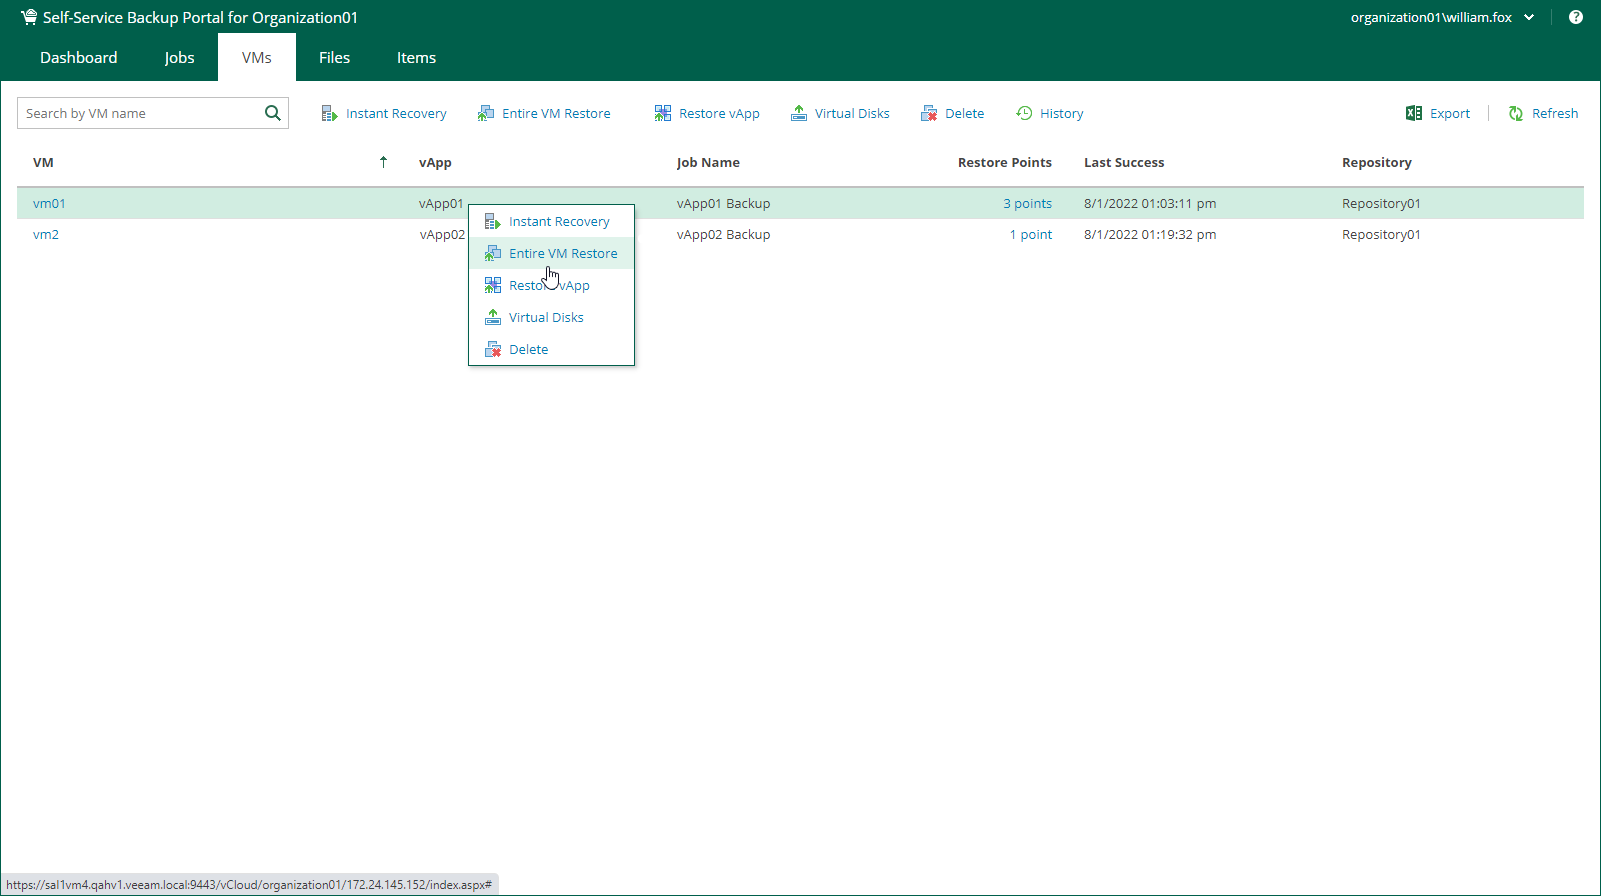 Self-Service Backup Portal for Organization01
organization01\william.fox
?
Dashboard Jobs VMs Files Items
Search by VM name Instant Recovery Entire VM Restore Restore vApp Virtual Disks Delete History Export Refresh
VM vApp Job Name Restore Points Last Success Repository
vm01 vApp01 vApp01 Backup 3 points 8/1/2022 01:03:11 pm Repository01
vm2 vApp02 vApp02 Backup 1 point 8/1/2022 01:19:32 pm Repository01
Instant Recovery
Entire VM Restore
Restore vApp
Virtual Disks
Delete
https://sal1vm4.qahv1.veeam.local:9443/vCloud/organization01/172.24.145.152/index.aspx#